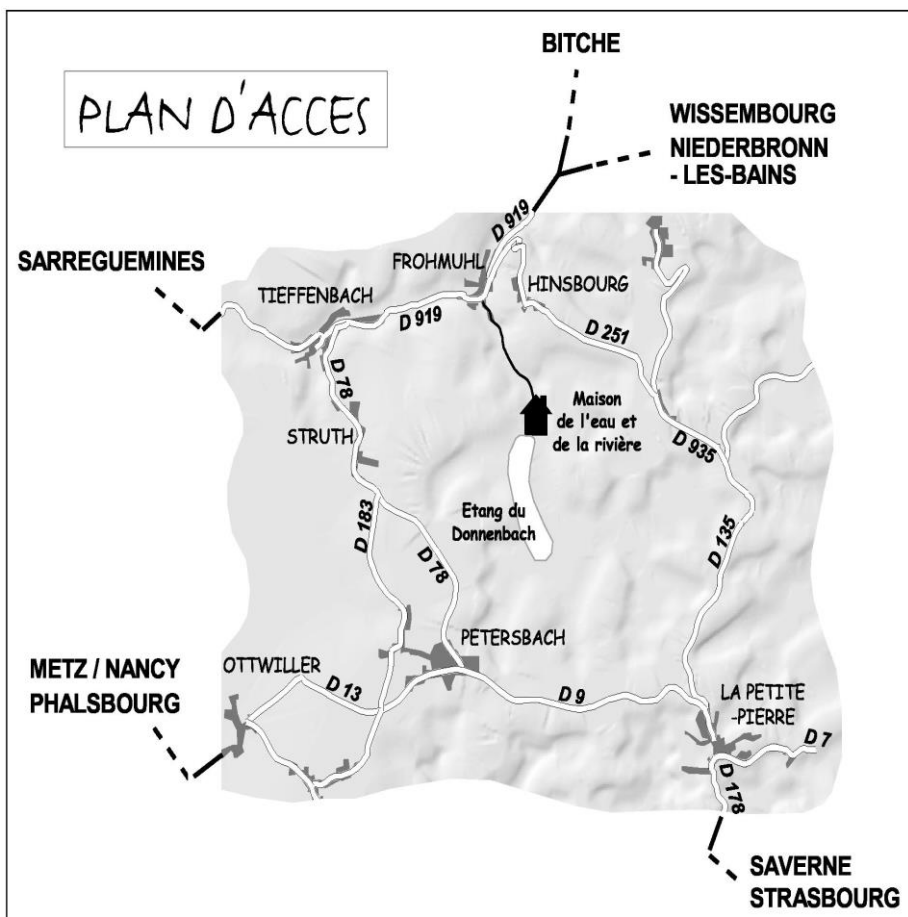 PLAN D'ACCES
BITCHE
WISSEMBOURG
NIEDERBRONN
- LES-BAINS
SARREGUEMINES
D 919
FROHMUHL
HINSBOURG
TIEFFENBACH
D 919
D 251
D 78
Maison
de l'eau et
de la rivière
STRUTH
D 935
Etang du
Donnenbach
D 183
D 135
D 78
PETERSBACH
METZ / NANCY
PHALSBOURG
OTTWILLER
D 13
D 9
LA PETITE
-PIERRE
D 7
D 178
SAVERNE
STRASBOURG